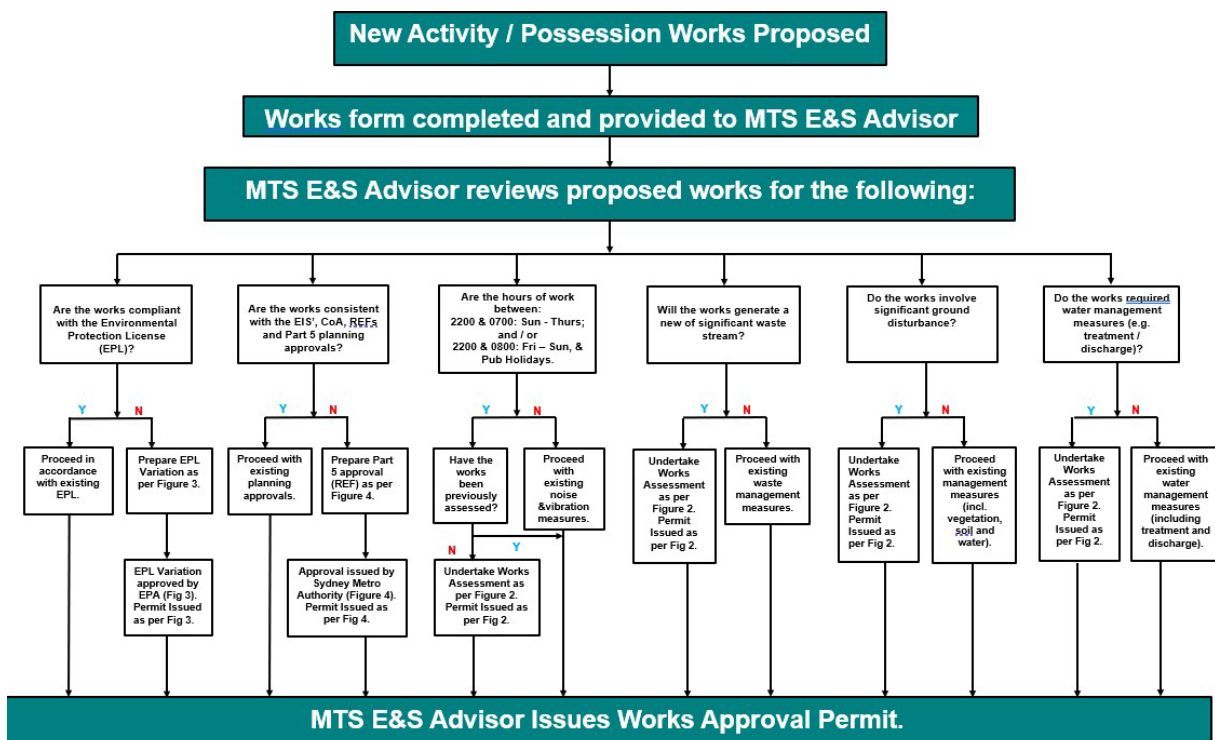 New Activity / Possession Works Proposed
Works form completed and provided to MTS E&S Advisor
MTS E&S Advisor reviews proposed works for the following:
Are the works compliant
with the Environmental
Protection License
(EPL)?
Are the works consistent
with the EIS', CoA, REFs
and Part 5 planning
approvals?
Are the hours of work
between:
2200 & 0700: Sun - Thurs;
and / or
2200 & 0800: Fri – Sun, &
Pub Holidays.
Will the works generate a
new of significant waste
stream?
Do the works involve
significant ground
disturbance?
Do the works required
water management
measures (e.g.
treatment /
discharge)?
Y N
Y N
Y N
Y N
Y N
Y N
Proceed in
accordance
with existing
EPL.
Prepare EPL
Variation as
per Figure 3.
Proceed with
existing
planning
approvals.
Prepare Part
5 approval
(REF) as per
Figure 4.
Have the
works
been
previously
assessed?
Proceed
with
existing
noise
&vibration
measures.
Undertake
Works
Assessment
as per
Figure 2.
Permit
Issued as
per Fig 2.
Proceed with
existing waste
management
measures.
Undertake
Works
Assessment
as per
Figure 2.
Permit
Issued as
per Fig 2.
Proceed
with existing
management
measures
(incl.
vegetation,
soil and
water).
Undertake
Works
Assessment
as per
Figure 2.
Permit
Issued as
per Fig 2.
Proceed with
existing
water
management
measures
(including
treatment and
discharge).
N Y
EPL Variation
approved by
EPA (Fig 3).
Permit Issued
as per Fig 3.
Approval issued by
Sydney Metro
Authority (Figure 4).
Permit Issued as
per Fig 4.
Undertake Works
Assessment as
per Figure 2.
Permit Issued as
per Fig 2.
MTS E&S Advisor Issues Works Approval Permit.